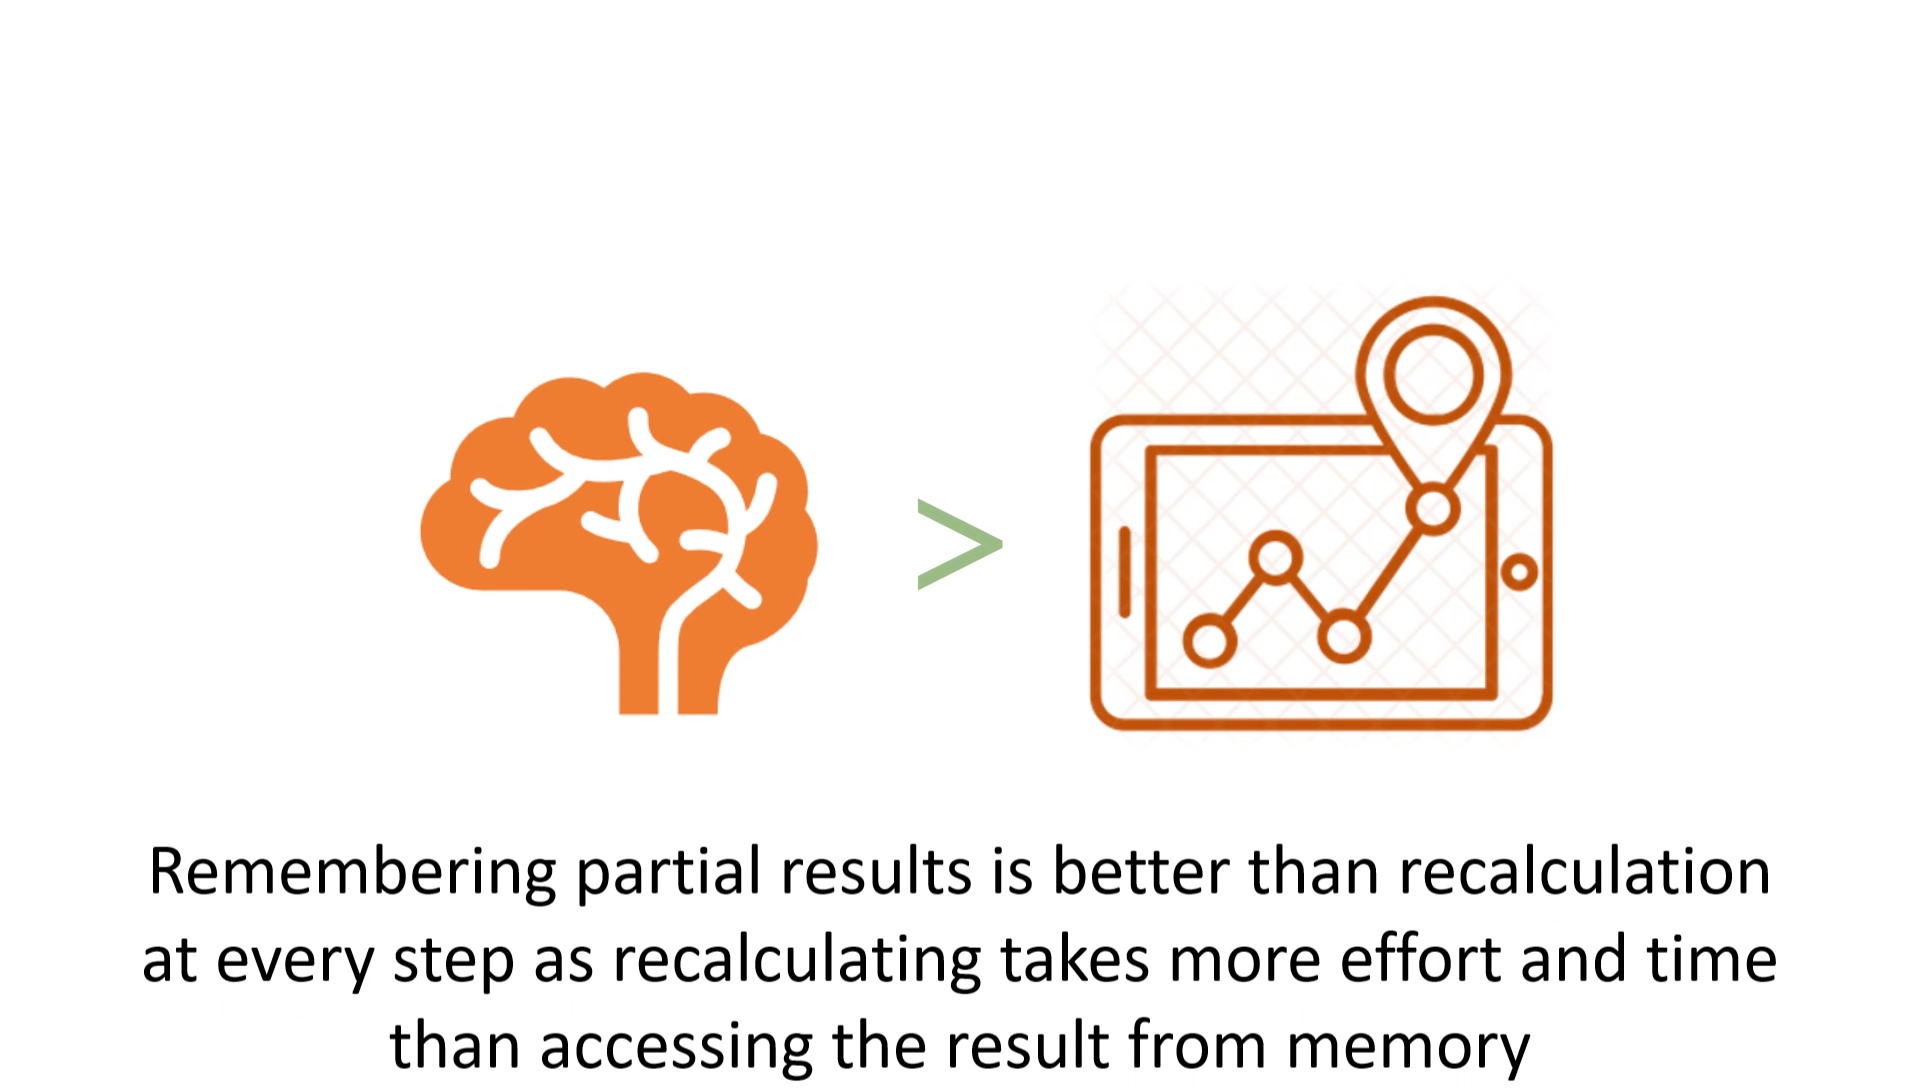 >
Remembering partial results is better than recalculation
at every step as recalculating takes more effort and time
than accessing the result from memory